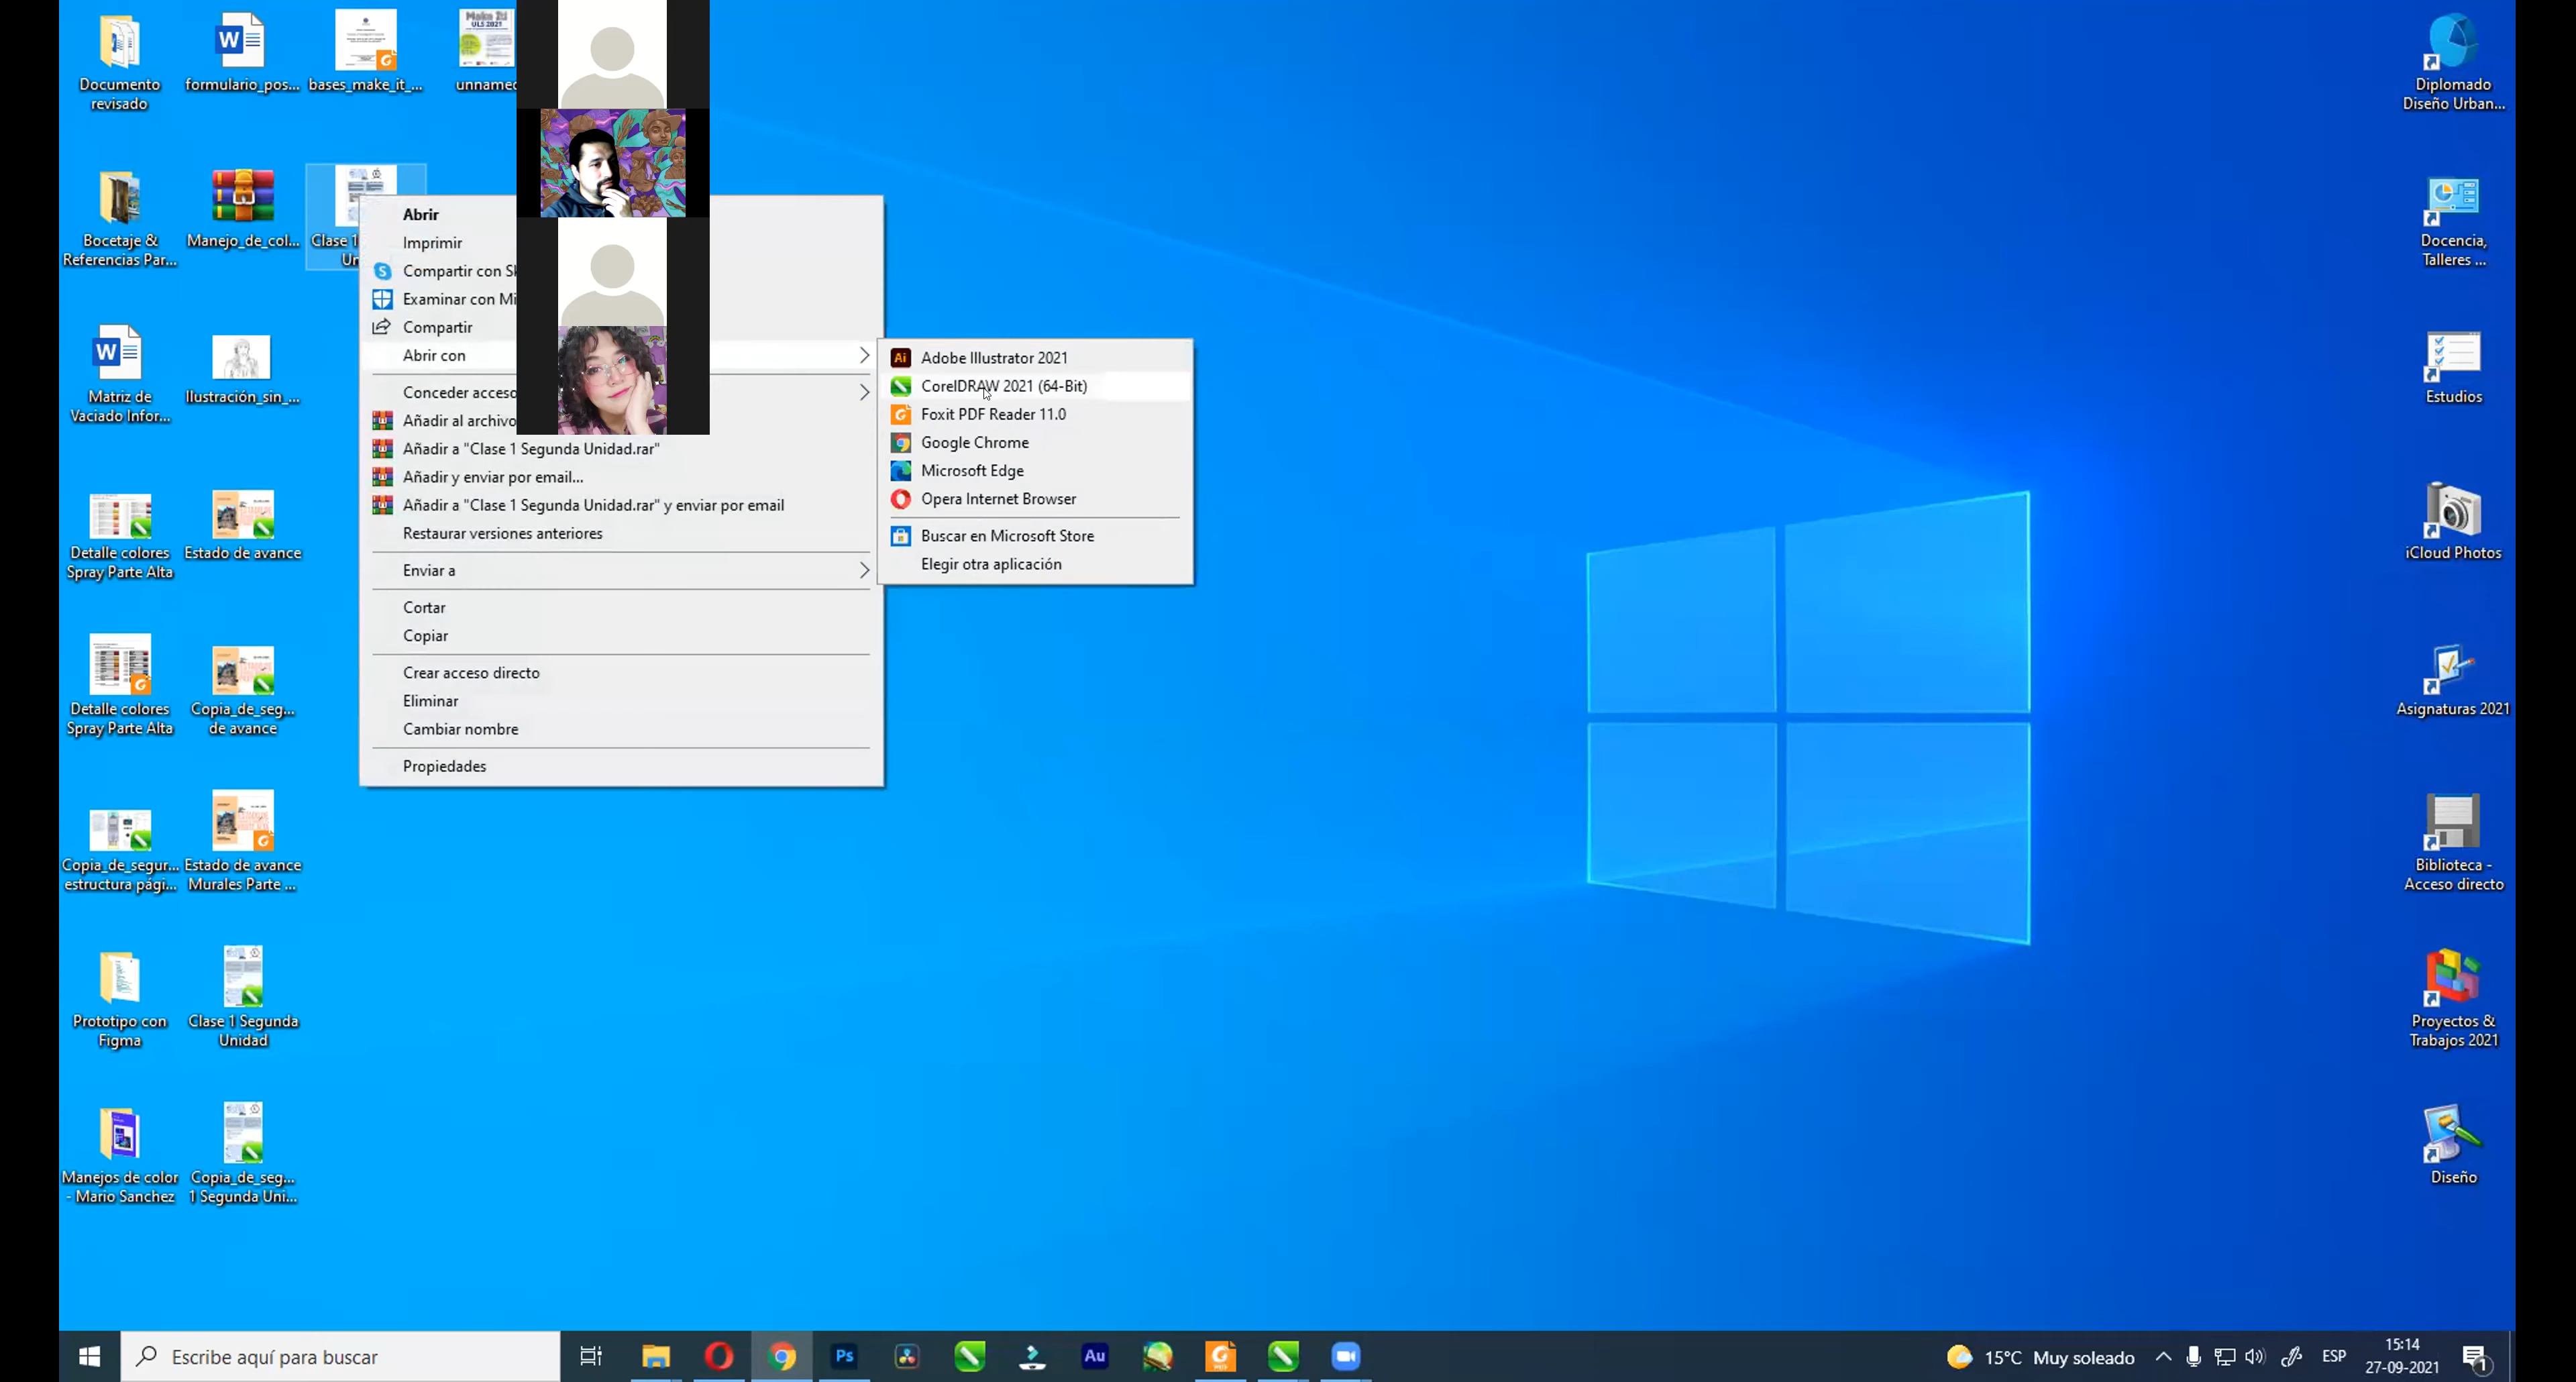 Documento
revisado
formulario_pos...
bases_make_it_...
Make It!
ULS 2021
unnamed
Bocetaje &
Referencias Par...
Manejo_de_col...
Clase 1
Un
Matriz de
Vaciado Infor...
Ilustración_sin_...
Detalle colores
Spray Parte Alta
Estado de avance
Detalle colores
Spray Parte Alta
Copia_de_seg...
de avance
Copia_de_segur...
estructura pági...
Estado de avance
Murales Parte ...
Prototipo con
Figma
Clase 1 Segunda
Unidad
Manejos de color
- Mario Sanchez
Copia_de_seg...
1 Segunda Uni...
Abrir
Imprimir
Compartir con Sk
Examinar con Mi
Compartir
Abrir con
Conceder acceso
Añadir al archivo
Añadir a "Clase 1 Segunda Unidad.rar"
Añadir y enviar por email...
Añadir a "Clase 1 Segunda Unidad.rar" y enviar por email
Restaurar versiones anteriores
Enviar a
Cortar
Copiar
Crear acceso directo
Eliminar
Cambiar nombre
Propiedades
Adobe Illustrator 2021
CorelDRAW 2021 (64-Bit)
Foxit PDF Reader 11.0
Google Chrome
Microsoft Edge
Opera Internet Browser
Buscar en Microsoft Store
Elegir otra aplicación
Diplomado
Diseño Urban...
Docencia,
Talleres ...
Estudios
iCloud Photos
Asignaturas 2021
Biblioteca -
Acceso directo
Proyectos &
Trabajos 2021
Diseño
Escribe aquí para buscar
Ps
Au
15°C Muy soleado
ESP
15:14
27-09-2021
1